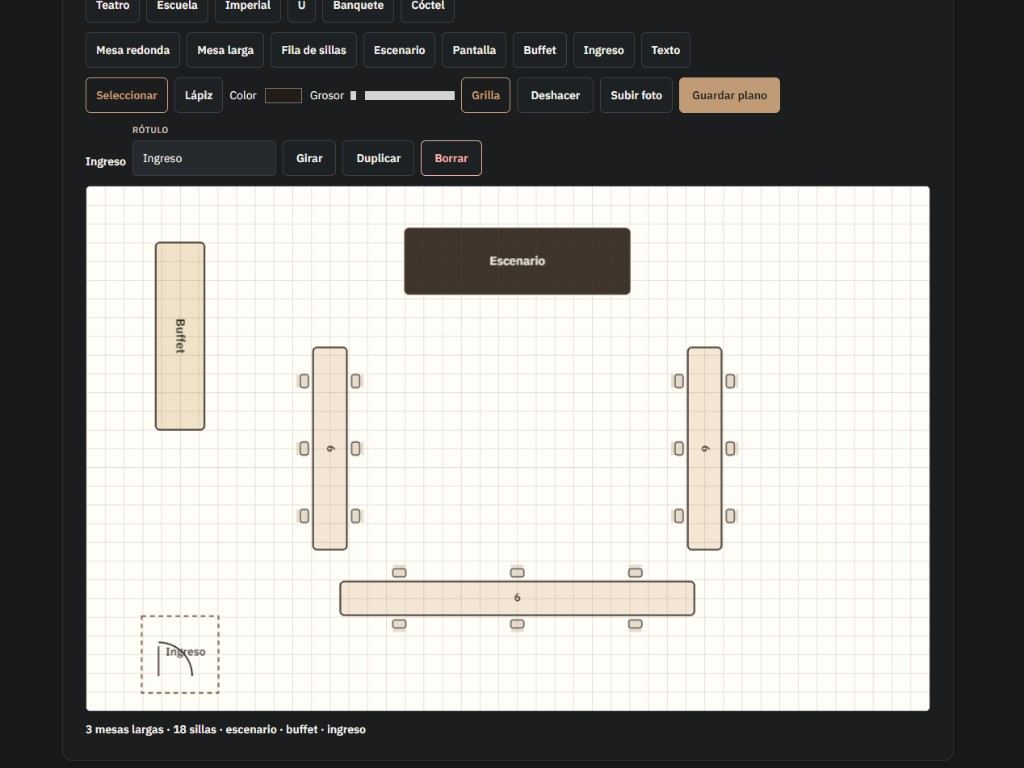 Teatro Escuela Imperial U Banquete Cóctel
Mesa redonda Mesa larga Fila de sillas Escenario Pantalla Buffet Ingreso Texto
Seleccionar Lápiz Color Grosor Grilla Deshacer Subir foto Guardar plano
RÓTULO
Ingreso Ingreso Girar Duplicar Borrar
Escenario
Buffet
6
6
6
Ingreso
3 mesas largas · 18 sillas · escenario · buffet · ingreso